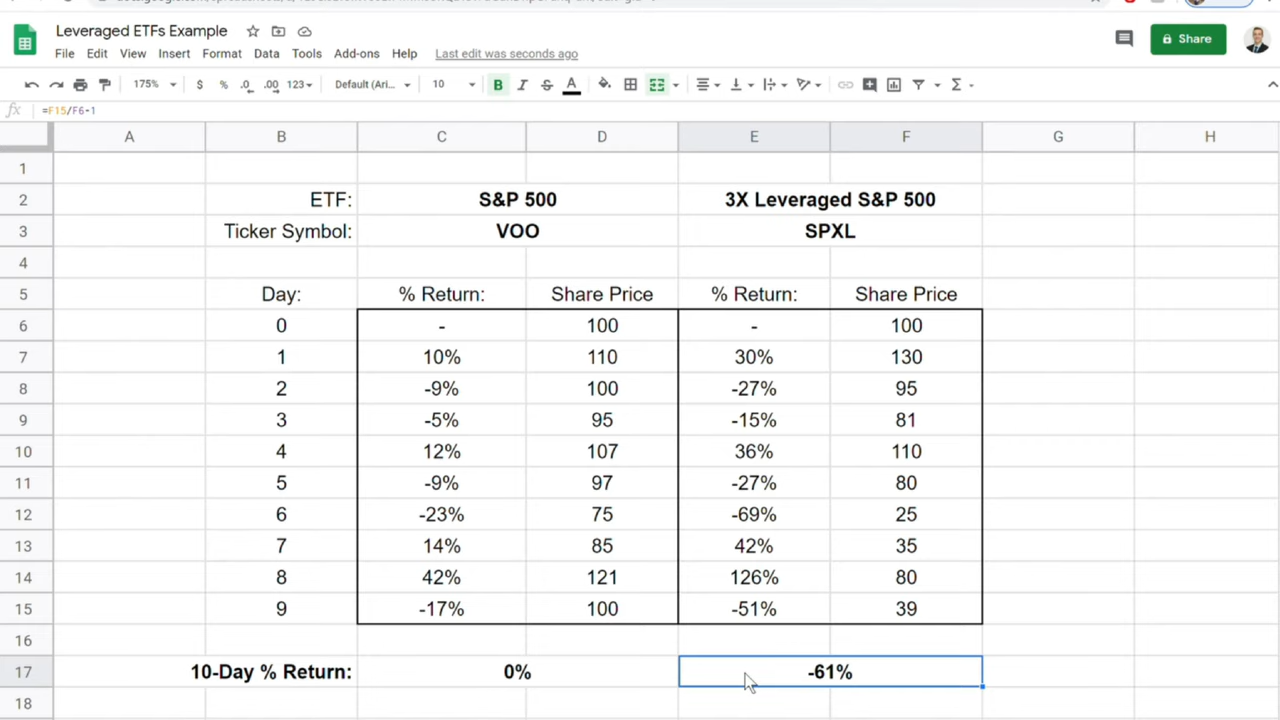 Leveraged ETFs Example
Share
File Edit View Insert Format Data Tools Add-ons Help Last edit was seconds ago
175% $ % .0 .00 123 Default (Ari... 10 B I S A
fx =F15/F6-1
A B C D E F G H
1
2 ETF: S&P 500 3X Leveraged S&P 500
3 Ticker Symbol: VOO SPXL
4
5 Day: % Return: Share Price % Return: Share Price
6 0 - 100 - 100
7 1 10% 110 30% 130
8 2 -9% 100 -27% 95
9 3 -5% 95 -15% 81
10 4 12% 107 36% 110
11 5 -9% 97 -27% 80
12 6 -23% 75 -69% 25
13 7 14% 85 42% 35
14 8 42% 121 126% 80
15 9 -17% 100 -51% 39
16
17 10-Day % Return: 0% -61%
18